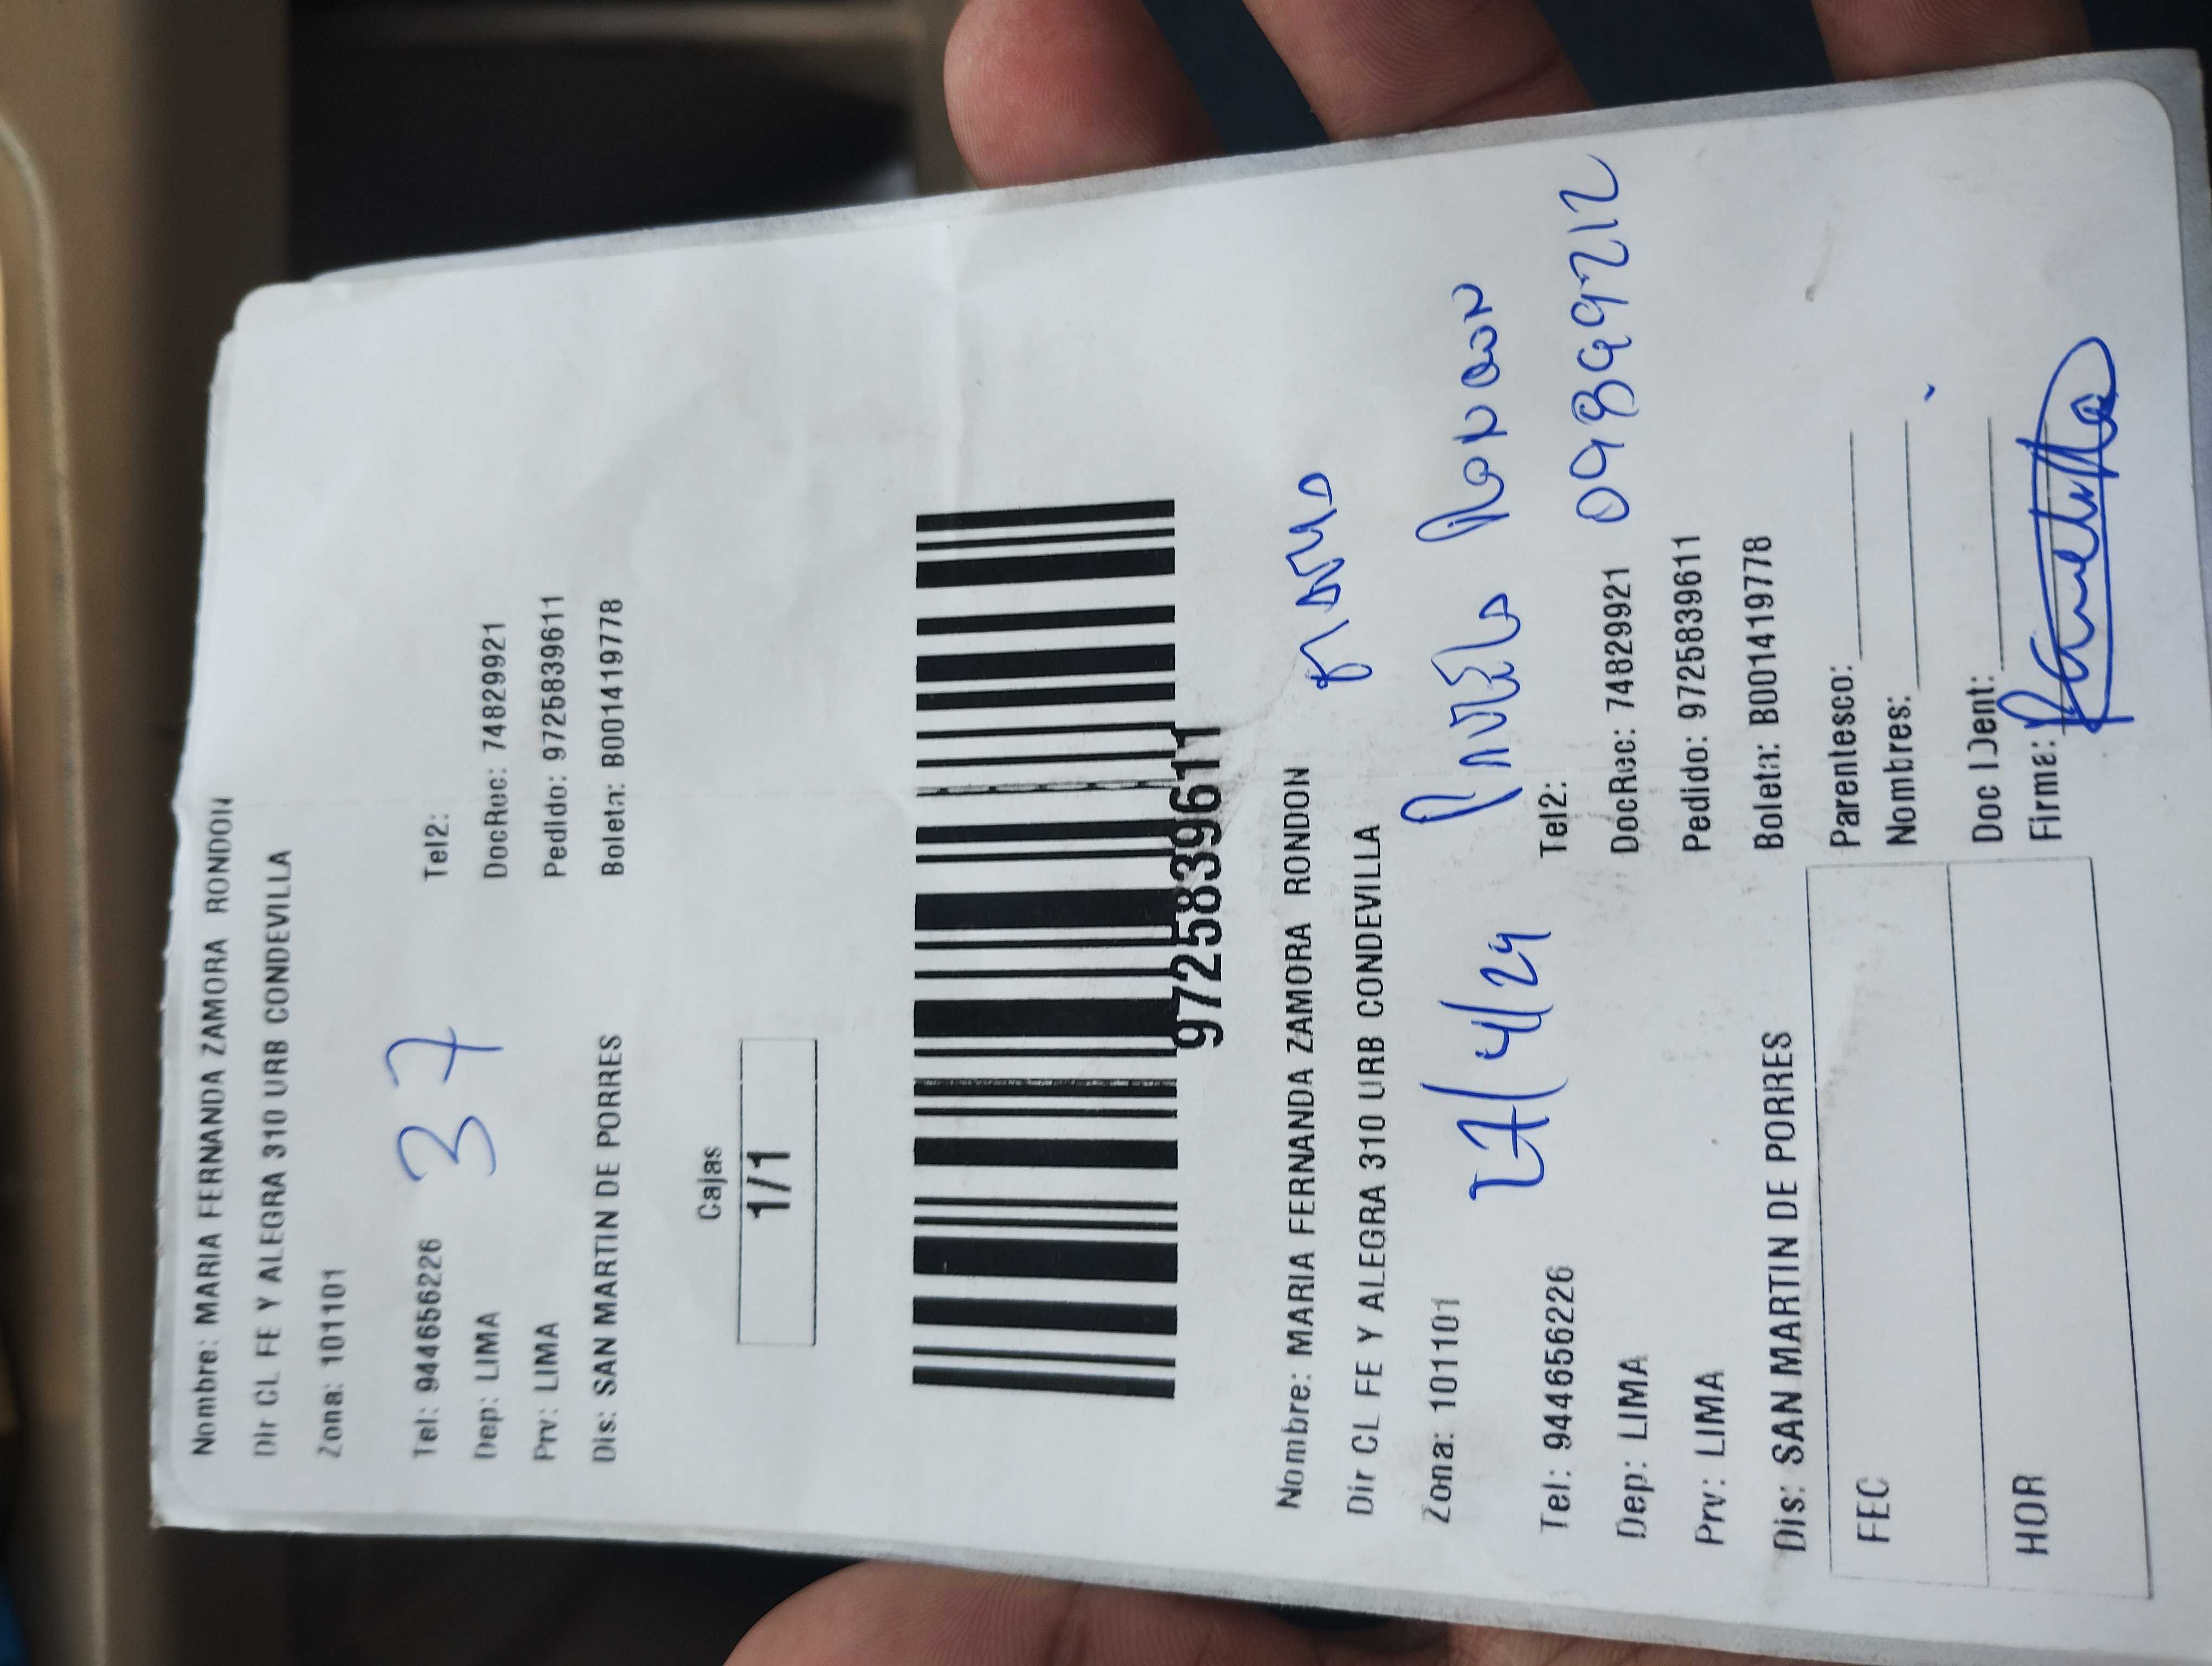 Nombre: MARIA FERNANDA ZAMORA RONDON
Dir CL FE Y ALEGRA 310 URB CONDEVILLA
Zona: 101101
37
Tel: 944656226 Tel2:
Dep: LIMA DocRec: 74829921
Prv: LIMA Pedido: 97258339611
Dis: SAN MARTIN DE PORRES Boleta: B001419778
Cajas
1/1
97258339611
Nombre: MARIA FERNANDA ZAMORA RONDON
Dir CL FE Y ALEGRA 310 URB CONDEVILLA
Zona: 101101 27/4/24
Tel: 944656226 Tel2: 09899212
Dep: LIMA DocRec: 74829921
Prv: LIMA Pedido: 97258339611
Dis: SAN MARTIN DE PORRES Boleta: B001419778
FEC Parentesco:
Nombres:
HOR Doc IDent:
Firma: